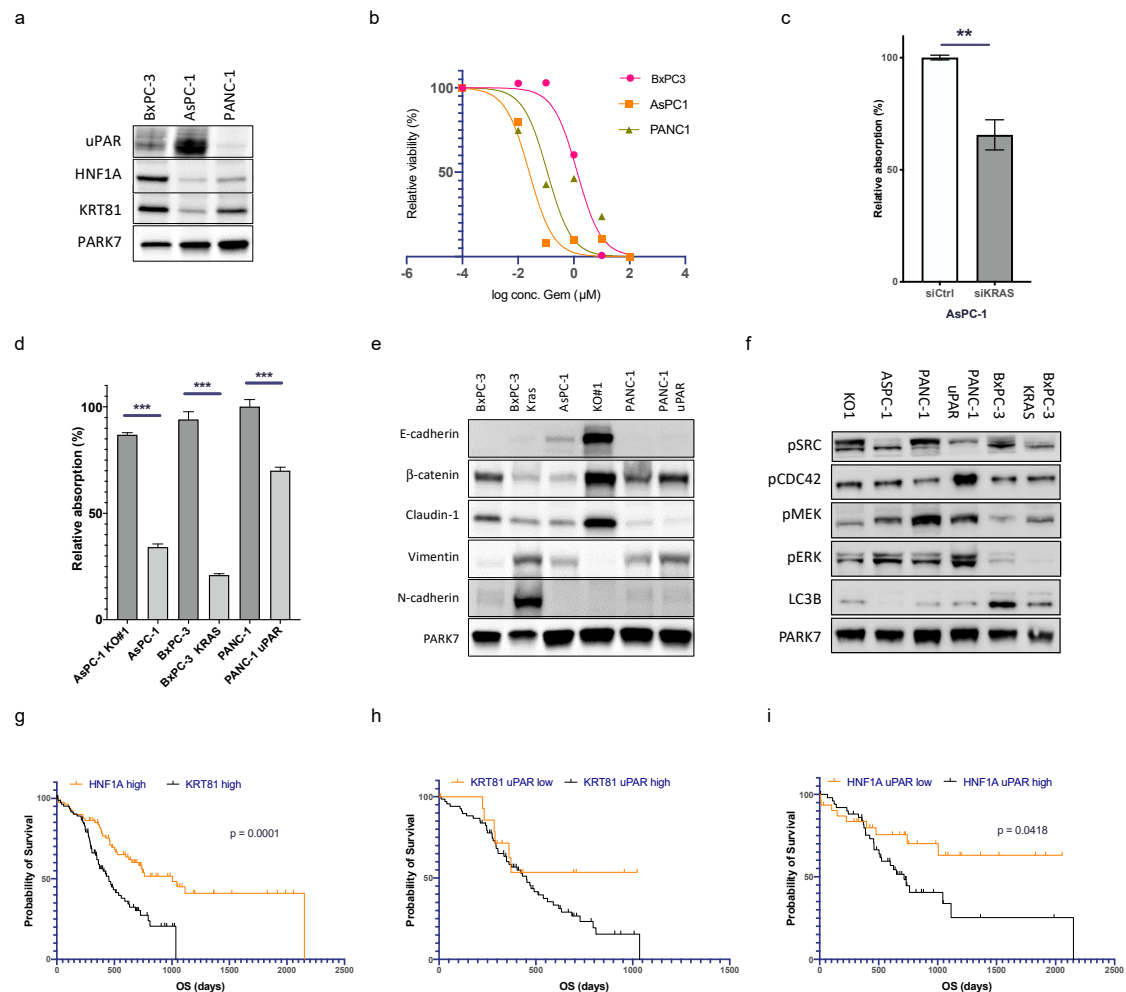 a
BxPC-3
AsPC-1
PANC-1
uPAR
HNF1A
KRT81
PARK7
b
Relative viability (%)
100
50
-6
-4
-2
0
2
4
log conc. Gem (µM)
BxPC3
AsPC1
PANC1
c
**
Relative absorption (%)
100
50
0
siCtrl
siKRAS
AsPC-1
d
Relative absorption (%)
100
50
0
***
***
***
AsPC-1 KO#1
AsPC-1
BxPC-3
BxPC-3 KRAS
PANC-1
PANC-1 uPAR
e
BxPC-3
BxPC-3
Kras
AsPC-1
KO#1
PANC-1
PANC-1
uPAR
E-cadherin
β-catenin
Claudin-1
Vimentin
N-cadherin
PARK7
f
KO1
ASPC-1
PANC-1
uPAR
PANC-1
BxPC-3
KRAS
BxPC-3
pSRC
pCDC42
pMEK
pERK
LC3B
PARK7
g
HNF1A high
KRT81 high
p = 0.0001
Probability of Survival
100
50
0
0
500
1000
1500
2000
2500
OS (days)
h
KRT81 uPAR low
KRT81 uPAR high
Probability of Survival
100
50
0
0
500
1000
1500
OS (days)
i
HNF1A uPAR low
HNF1A uPAR high
p = 0.0418
Probability of Survival
100
50
0
0
500
1000
1500
2000
2500
OS (days)